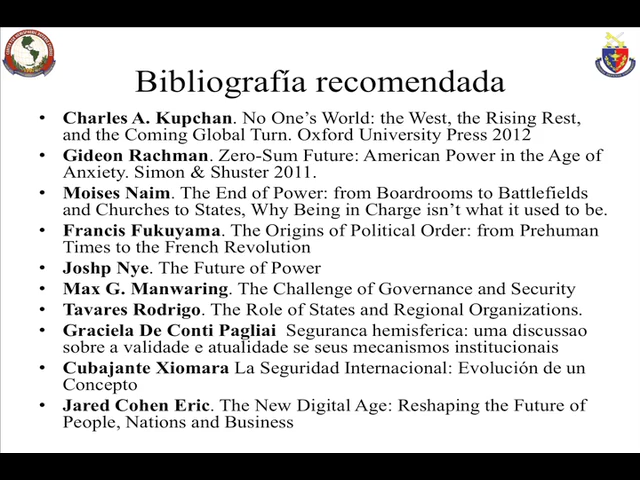 Bibliografía recomendada
• Charles A. Kupchan. No One's World: the West, the Rising Rest,
and the Coming Global Turn. Oxford University Press 2012
• Gideon Rachman. Zero-Sum Future: American Power in the Age of
Anxiety. Simon & Shuster 2011.
• Moises Naim. The End of Power: from Boardrooms to Battlefields
and Churches to States, Why Being in Charge isn't what it used to be.
• Francis Fukuyama. The Origins of Political Order: from Prehuman
Times to the French Revolution
• Joshp Nye. The Future of Power
• Max G. Manwaring. The Challenge of Governance and Security
• Tavares Rodrigo. The Role of States and Regional Organizations.
• Graciela De Conti Pagliai Seguranca hemisferica: uma discussao
sobre a validade e atualidade se seus mecanismos institucionais
• Cubajante Xiomara La Seguridad Internacional: Evolución de un
Concepto
• Jared Cohen Eric. The New Digital Age: Reshaping the Future of
People, Nations and Business